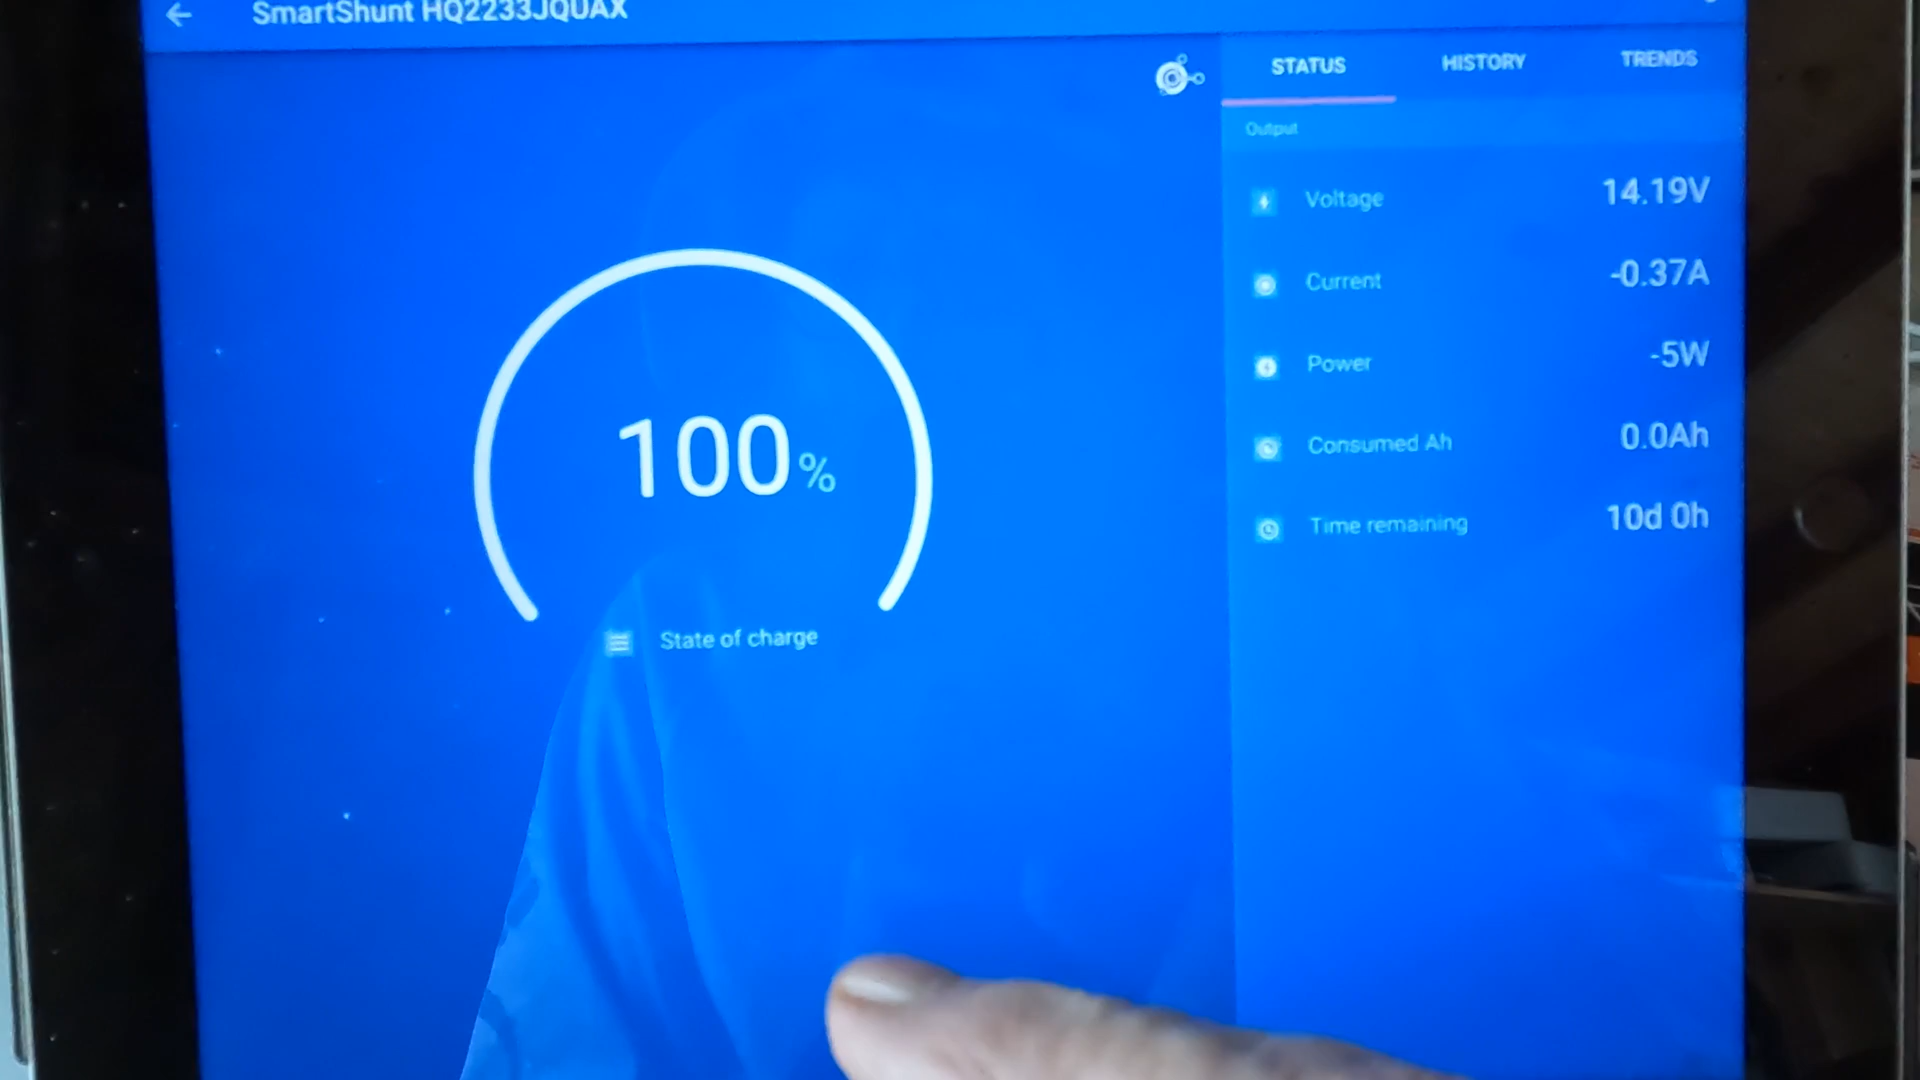 SmartShunt HQ2233JQUAX
STATUS HISTORY TRENDS
Output
Voltage 14.19V
Current -0.37A
Power -5W
Consumed Ah 0.0Ah
Time remaining 10d 0h
100%
State of charge